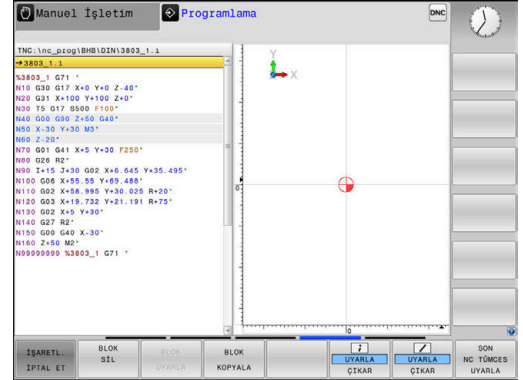 Manuel İşletim
Programlama
DNC
TNC:\nc_prog\BHB\DIN\3803_1.i
→3803_1.i
%3803_1 G71 *
N10 G30 G17 X+0 Y+0 Z-40*
N20 G31 X+100 Y+100 Z+0*
N30 T5 G17 S500 F100*
N40 G00 G90 Z+50 G40*
N50 X-30 Y+30 M3*
N60 Z-20*
N70 G01 G41 X+5 Y+30 F250*
N80 G26 R2*
N90 I+15 J+30 G02 X+6.645 Y+35.495*
N100 G06 X+55.55 Y+69.488*
N110 G02 X+58.995 Y+30.025 R+20*
N120 G03 X+19.732 Y+21.191 R+75*
N130 G02 X+5 Y+30*
N140 G27 R2*
N150 G00 G40 X-30*
N160 Z+50 M2*
N99999999 %3803_1 G71 *
Y
X
0
0
İŞARETL.
İPTAL ET
BLOK
SİL
BLOK
UYARLA
BLOK
KOPYALA
UYARLA
ÇIKAR
UYARLA
ÇIKAR
SON
NC TÜMCES
UYARLA